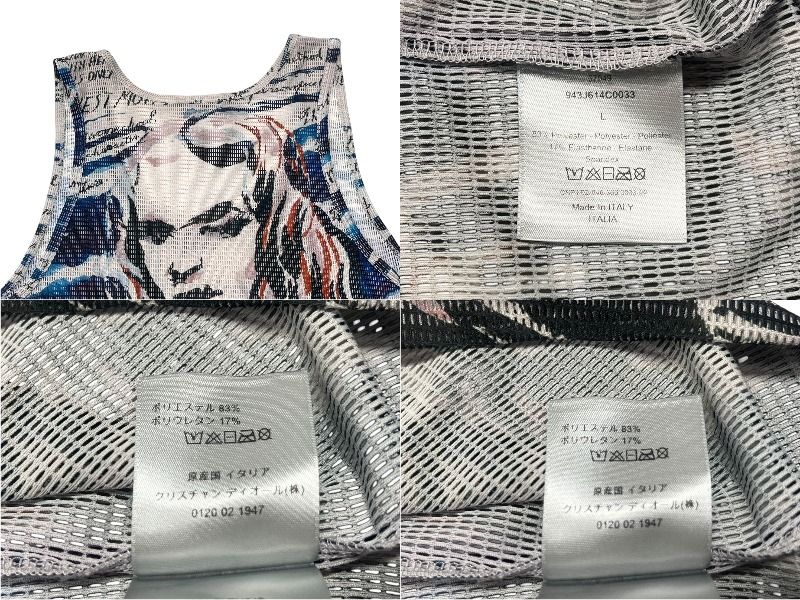 943J614C0033
L
83% Polyester - Polyester - Poliester
17% Elasthanne - Elastane
Spandex
Made in ITALY
ITALIA
ポリエステル 83%
ポリウレタン 17%
原産国 イタリア
クリスチャン ディオール(株)
0120 02 1947
ポリエステル 83%
ポリウレタン 17%
原産国 イタリア
クリスチャン ディオール(株)
0120 02 1947